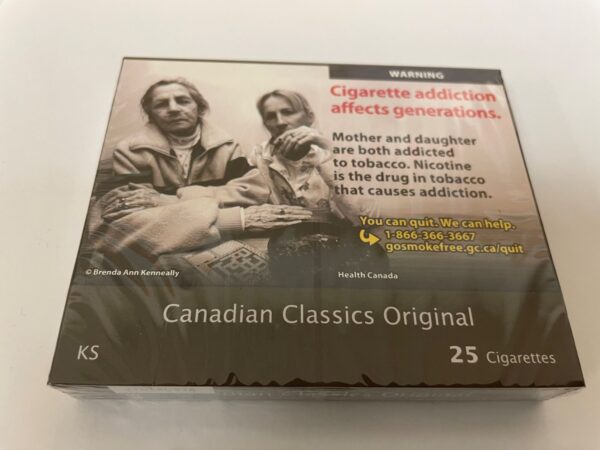 WARNING
Cigarette addiction
affects generations.
Mother and daughter
are both addicted
to tobacco. Nicotine
is the drug in tobacco
that causes addiction.
You can quit. We can help.
1-866-366-3667
gosmokefree.gc.ca/quit
© Brenda Ann Kenneally
Health Canada
Canadian Classics Original
KS
25 Cigarettes
Classics Original